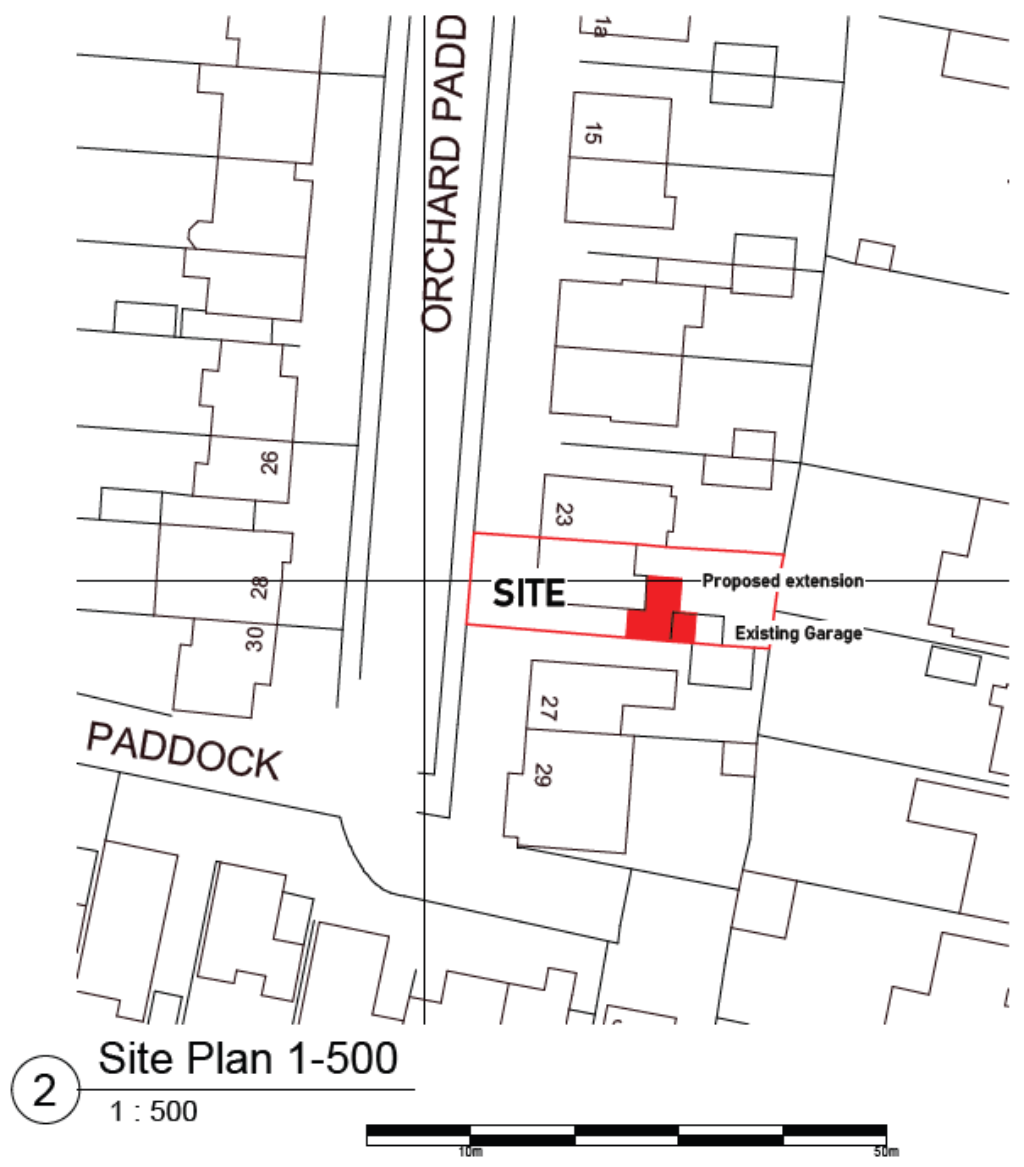 1a
15
ORCHARD PADD
26
23
28
SITE
Proposed extension
Existing Garage
30
27
29
PADDOCK
2
Site Plan 1-500
1 : 500
10m
50m